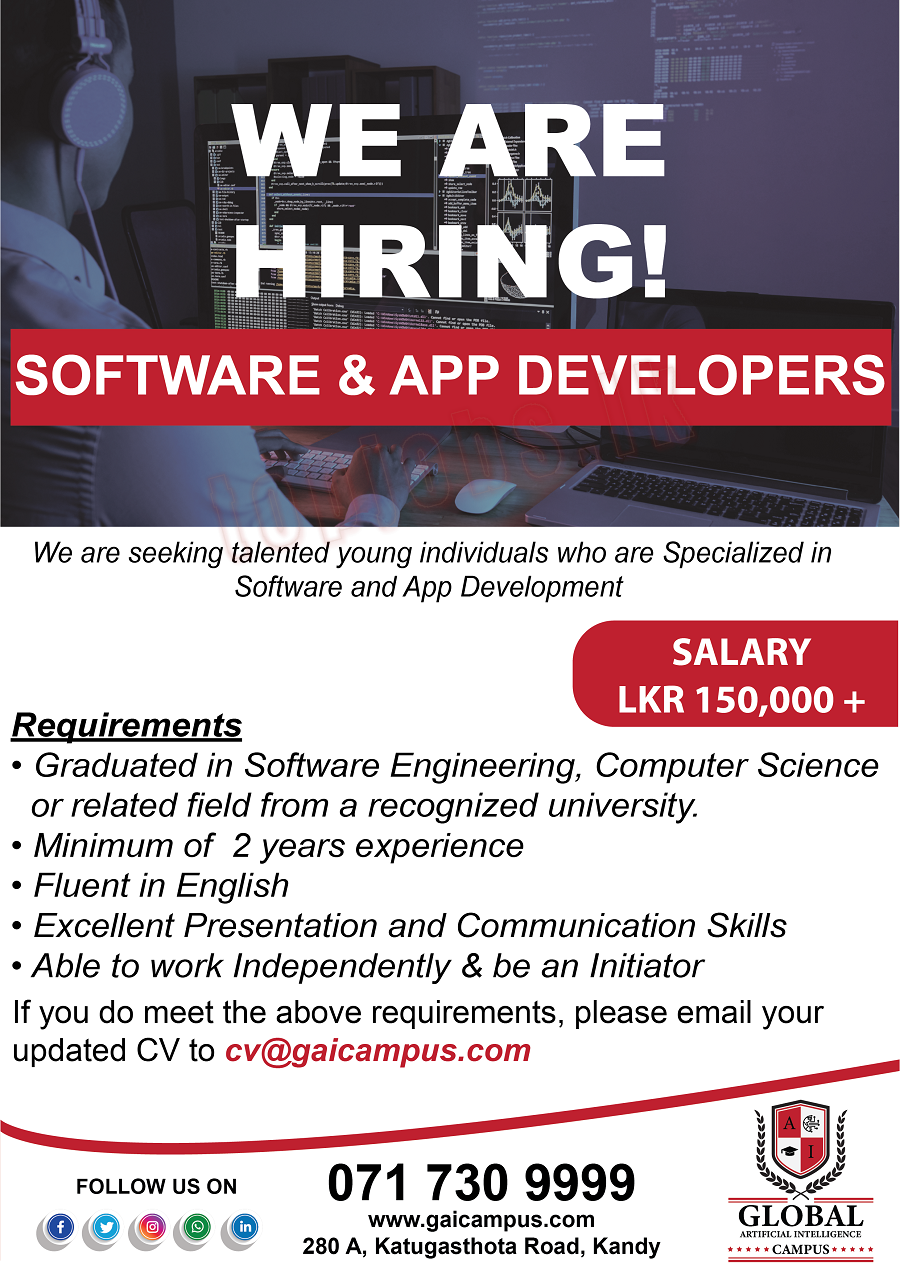 WE ARE
HIRING!
SOFTWARE & APP DEVELOPERS
topjobs.lk
We are seeking talented young individuals who are Specialized in
Software and App Development
SALARY
LKR 150,000 +
Requirements
• Graduated in Software Engineering, Computer Science
or related field from a recognized university.
• Minimum of  2 years experience
• Fluent in English
• Excellent Presentation and Communication Skills
• Able to work Independently & be an Initiator
If you do meet the above requirements, please email your
updated CV to cv@gaicampus.com
FOLLOW US ON
071 730 9999
www.gaicampus.com
280 A, Katugasthota Road, Kandy
A
I
GLOBAL
ARTIFICIAL INTELLIGENCE
CAMPUS